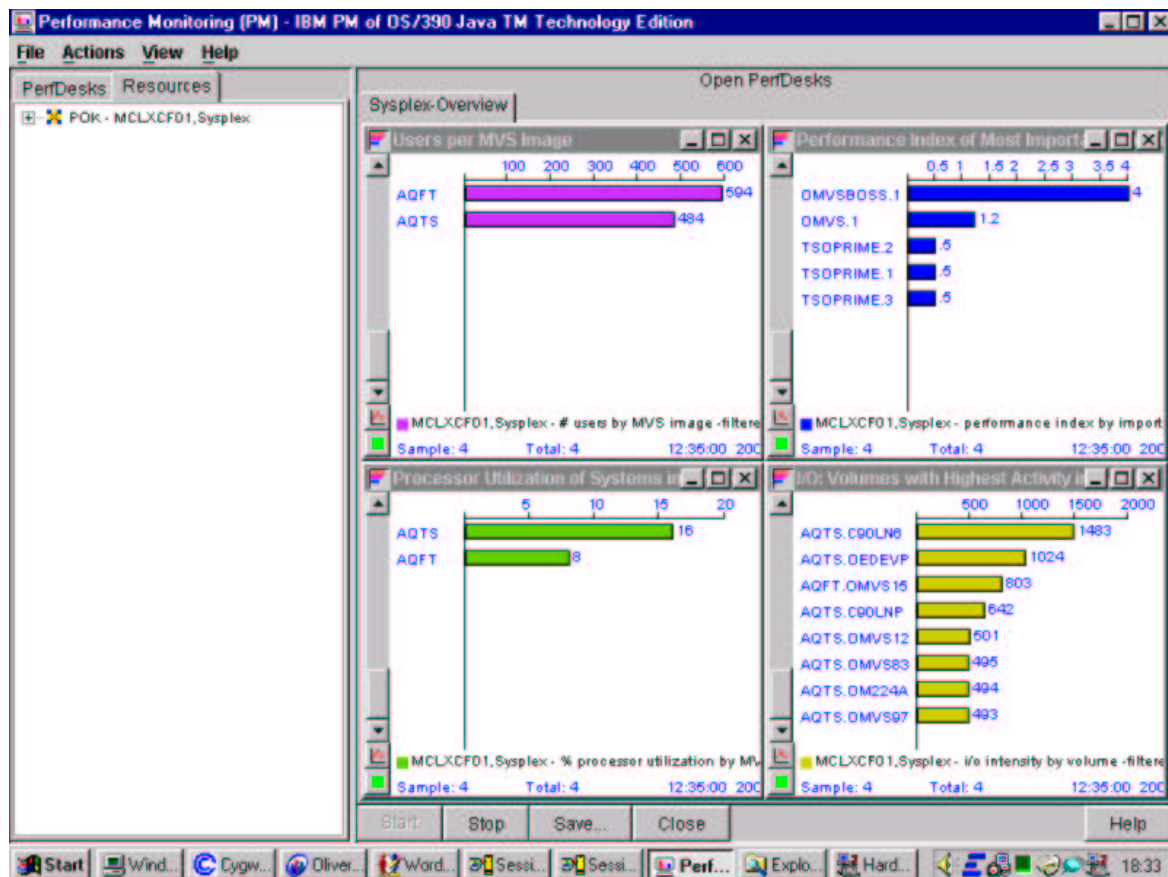 Performance Monitoring (PM) - IBM PM of OS/390 Java TM Technology Edition
File Actions View Help
PerfDesks Resources
POK - MCLXCF01,Sysplex
Open PerfDesks
Sysplex-Overview
Users per MVS Image
100 200 300 400 500 600
AQFT 594
AQTS 484
MCLXCF01,Sysplex - # users by MVS image -filtere
Sample: 4 Total: 4 12:35:00 200
Performance Index of Most Importa
0.5 1 1.5 2 2.5 3 3.5 4
OMVSBOSS.1 4
OMVS.1 1.2
TSOPRIME.2 .5
TSOPRIME.1 .5
TSOPRIME.3 .5
MCLXCF01,Sysplex - performance index by import
Sample: 4 Total: 4 12:35:00 200
Processor Utilization of Systems in
5 10 15 20
AQTS 16
AQFT 8
MCLXCF01,Sysplex - % processor utilization by MV
Sample: 4 Total: 4 12:35:00 200
I/O: Volumes with Highest Activity in
500 1000 1500 2000
AQTS.C90LN6 1483
AQTS.OEDEVP 1024
AQFT.OMVS15 803
AQTS.C90LNP 642
AQTS.OMVS12 501
AQTS.OMVS83 495
AQTS.OM224A 494
AQTS.OMVS97 493
MCLXCF01,Sysplex - i/o intensity by volume -filtere
Sample: 4 Total: 4 12:35:00 200
Start Stop Save... Close Help
Start Wind... Cygw... Oliver... Word... Sessi... Sessi... Perf... Explo... Hard... 18:33